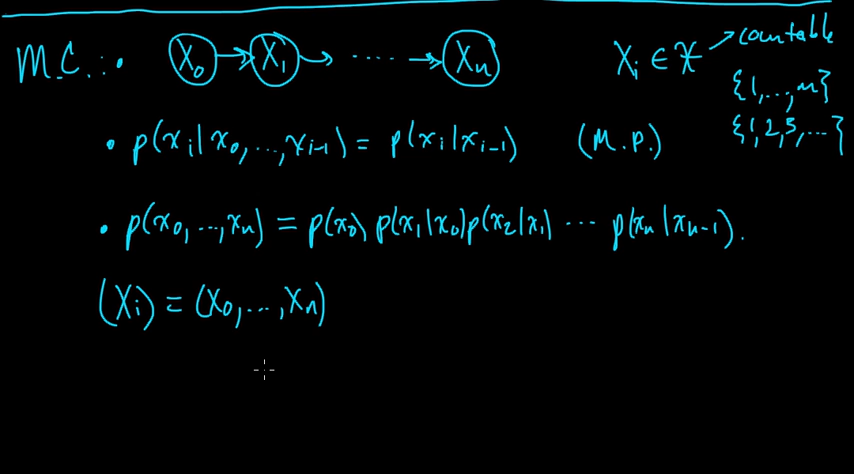 M.C.: X₀ → X₁ → ⋯ → Xₙ Xᵢ ∈ 𝒳 → countable
{1,...,m}
{1,2,3,...}
• p(xᵢ|x₀,...,xᵢ₋₁) = p(xᵢ|xᵢ₋₁) (M.P.)
• p(x₀,...,xₙ) = p(x₀) p(x₁|x₀) p(x₂|x₁) ⋯ p(xₙ|xₙ₋₁).
(Xᵢ) = (X₀,...,Xₙ)